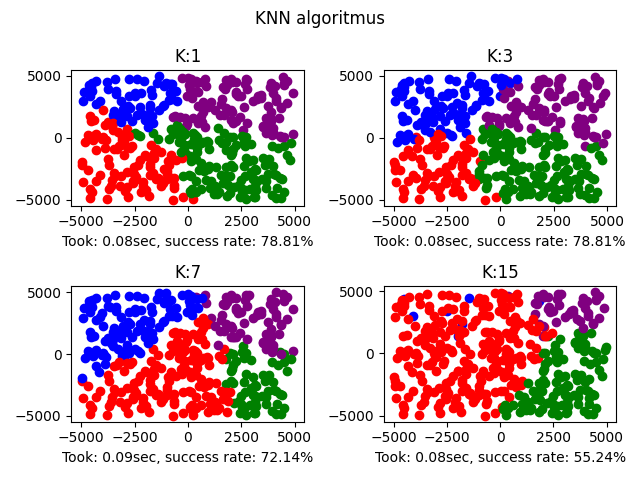 KNN algoritmus
K:1
5000
0
−5000
−5000 −2500 0 2500 5000
Took: 0.08sec, success rate: 78.81%
K:3
5000
0
−5000
−5000 −2500 0 2500 5000
Took: 0.08sec, success rate: 78.81%
K:7
5000
0
−5000
−5000 −2500 0 2500 5000
Took: 0.09sec, success rate: 72.14%
K:15
5000
0
−5000
−5000 −2500 0 2500 5000
Took: 0.08sec, success rate: 55.24%